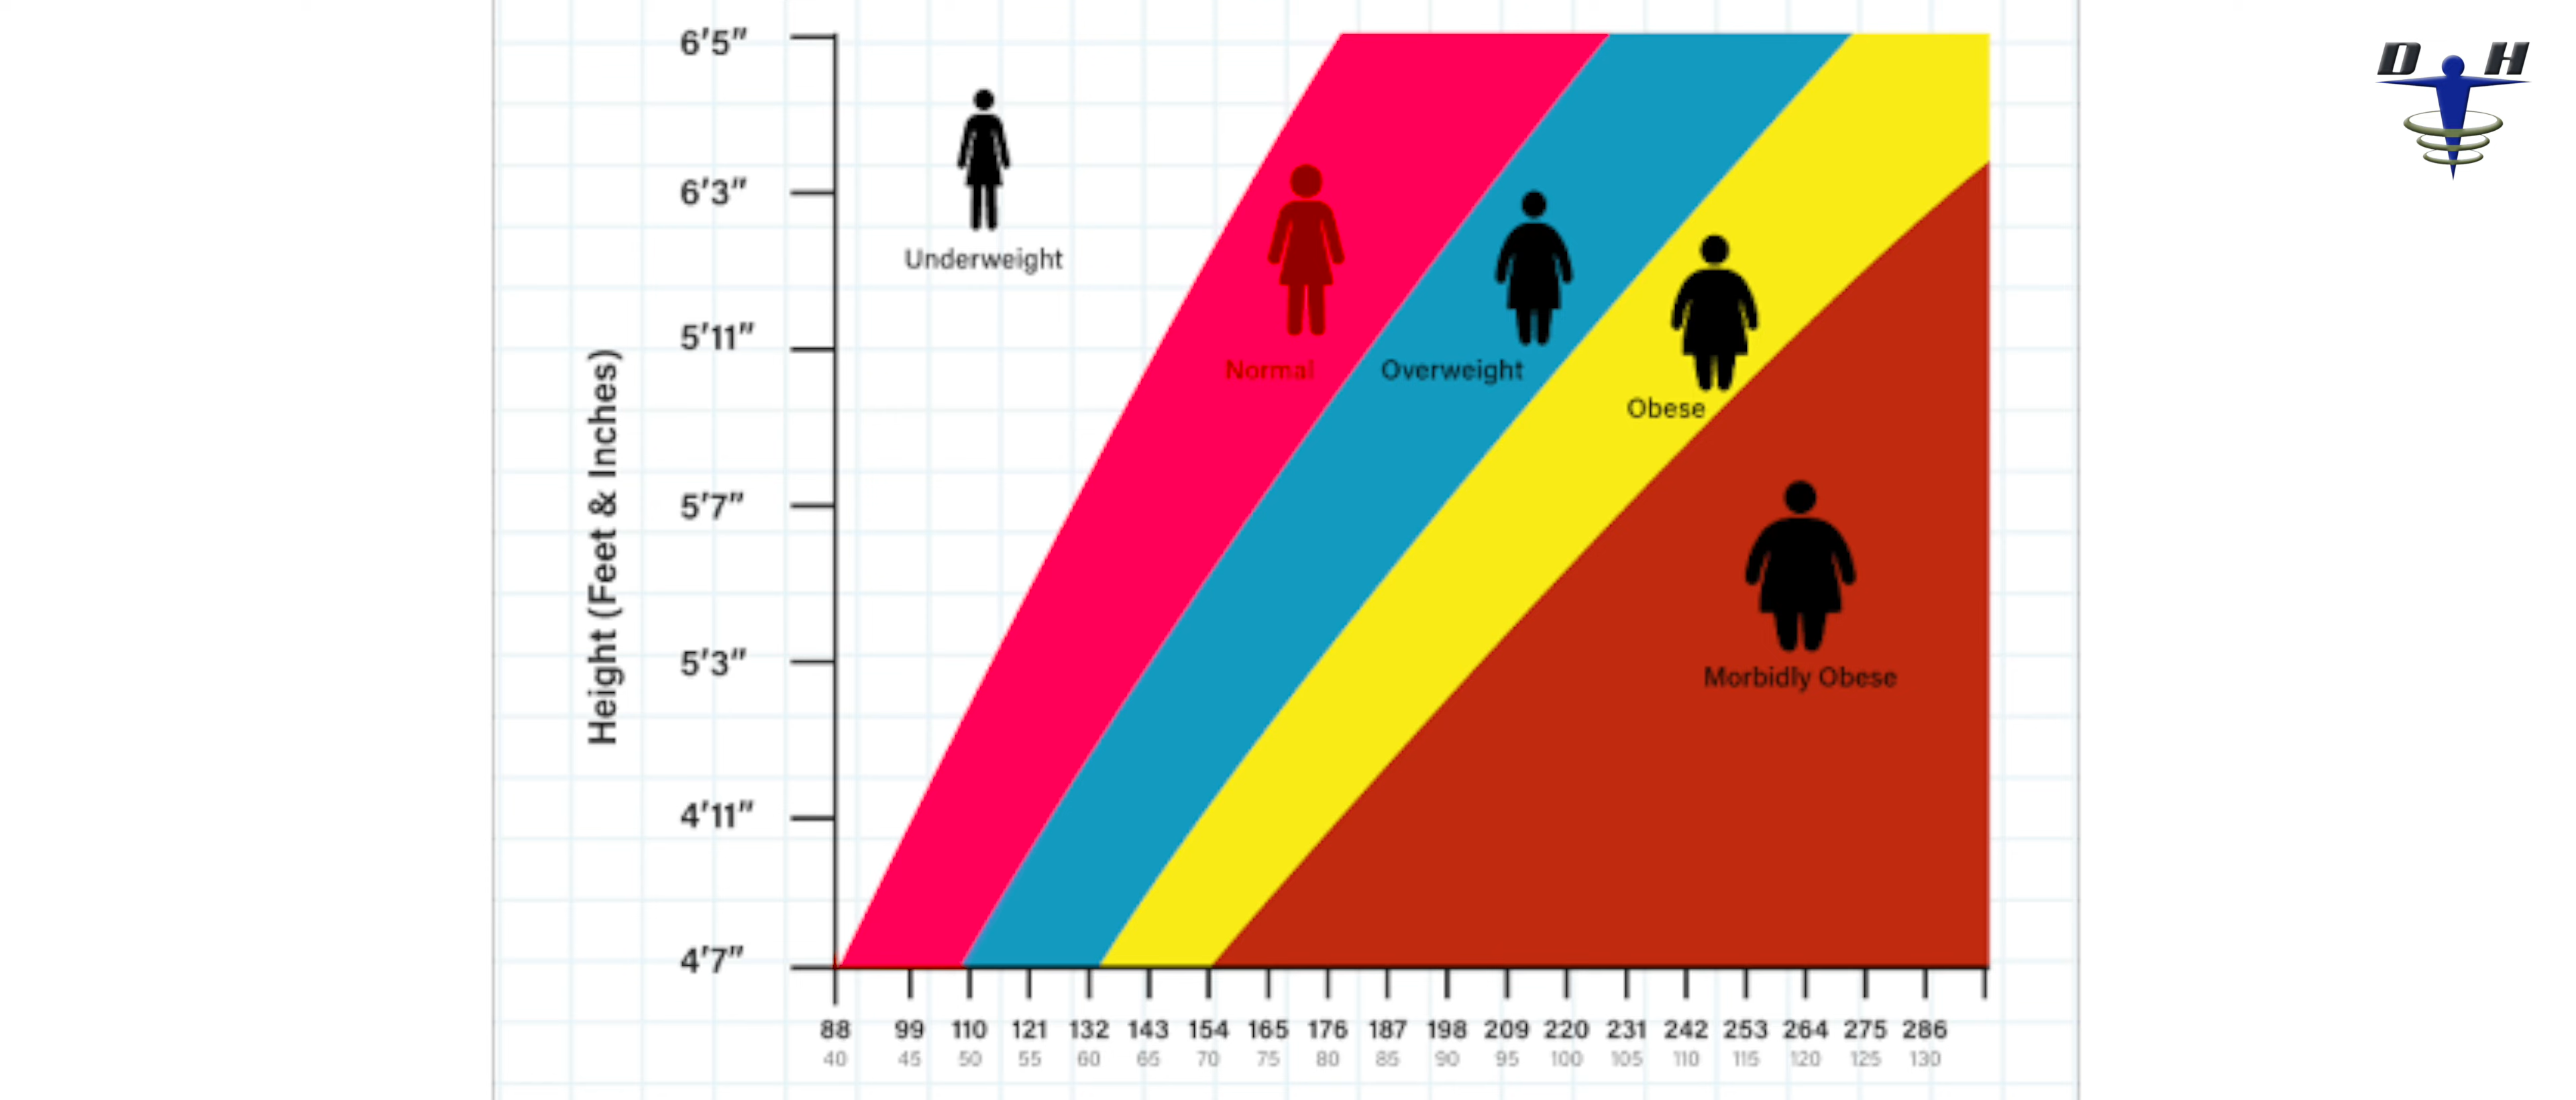 D H
6'5"
6'3"
Underweight
5'11"
Normal
Overweight
Obese
5'7"
5'3"
Morbidly Obese
4'11"
4'7"
Height (Feet & Inches)
88 99 110 121 132 143 154 165 176 187 198 209 220 231 242 253 264 275 286
40 45 50 55 60 65 70 75 80 85 90 95 100 105 110 115 120 125 130